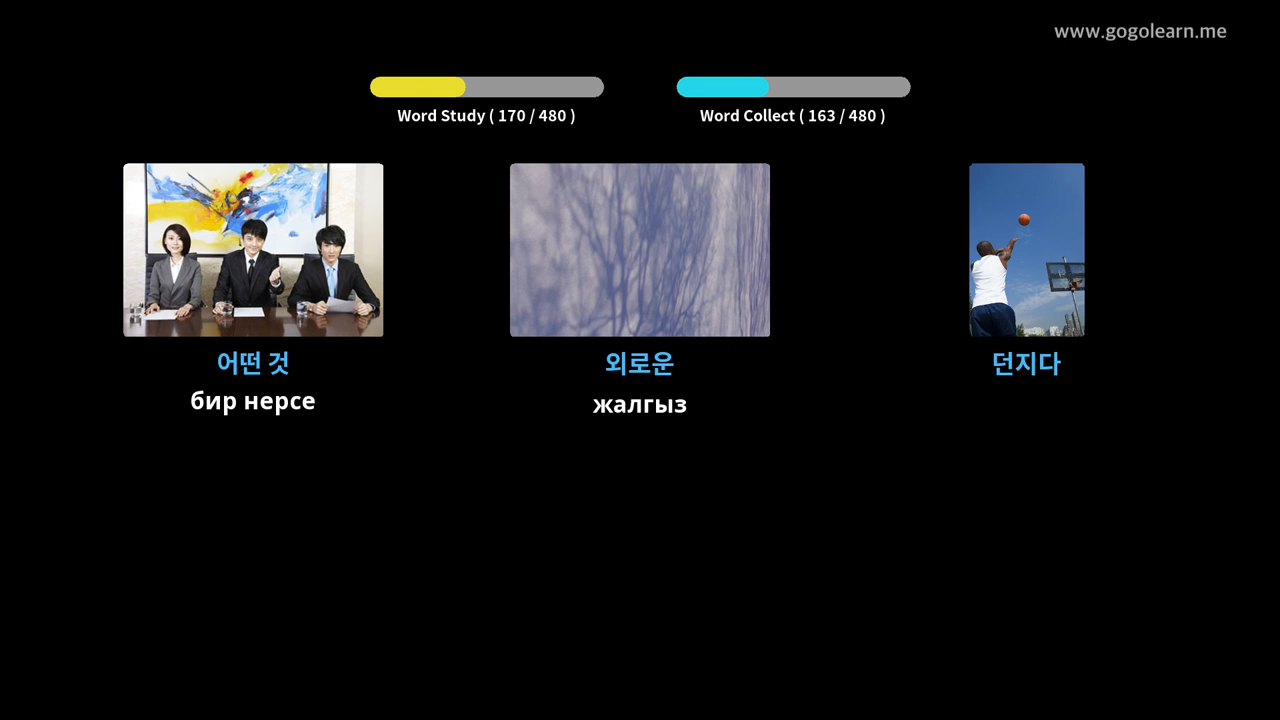 www.gogolearn.me
Word Study ( 170 / 480 )
Word Collect ( 163 / 480 )
어떤 것
외로운
던지다
бир нерсе
жалгыз